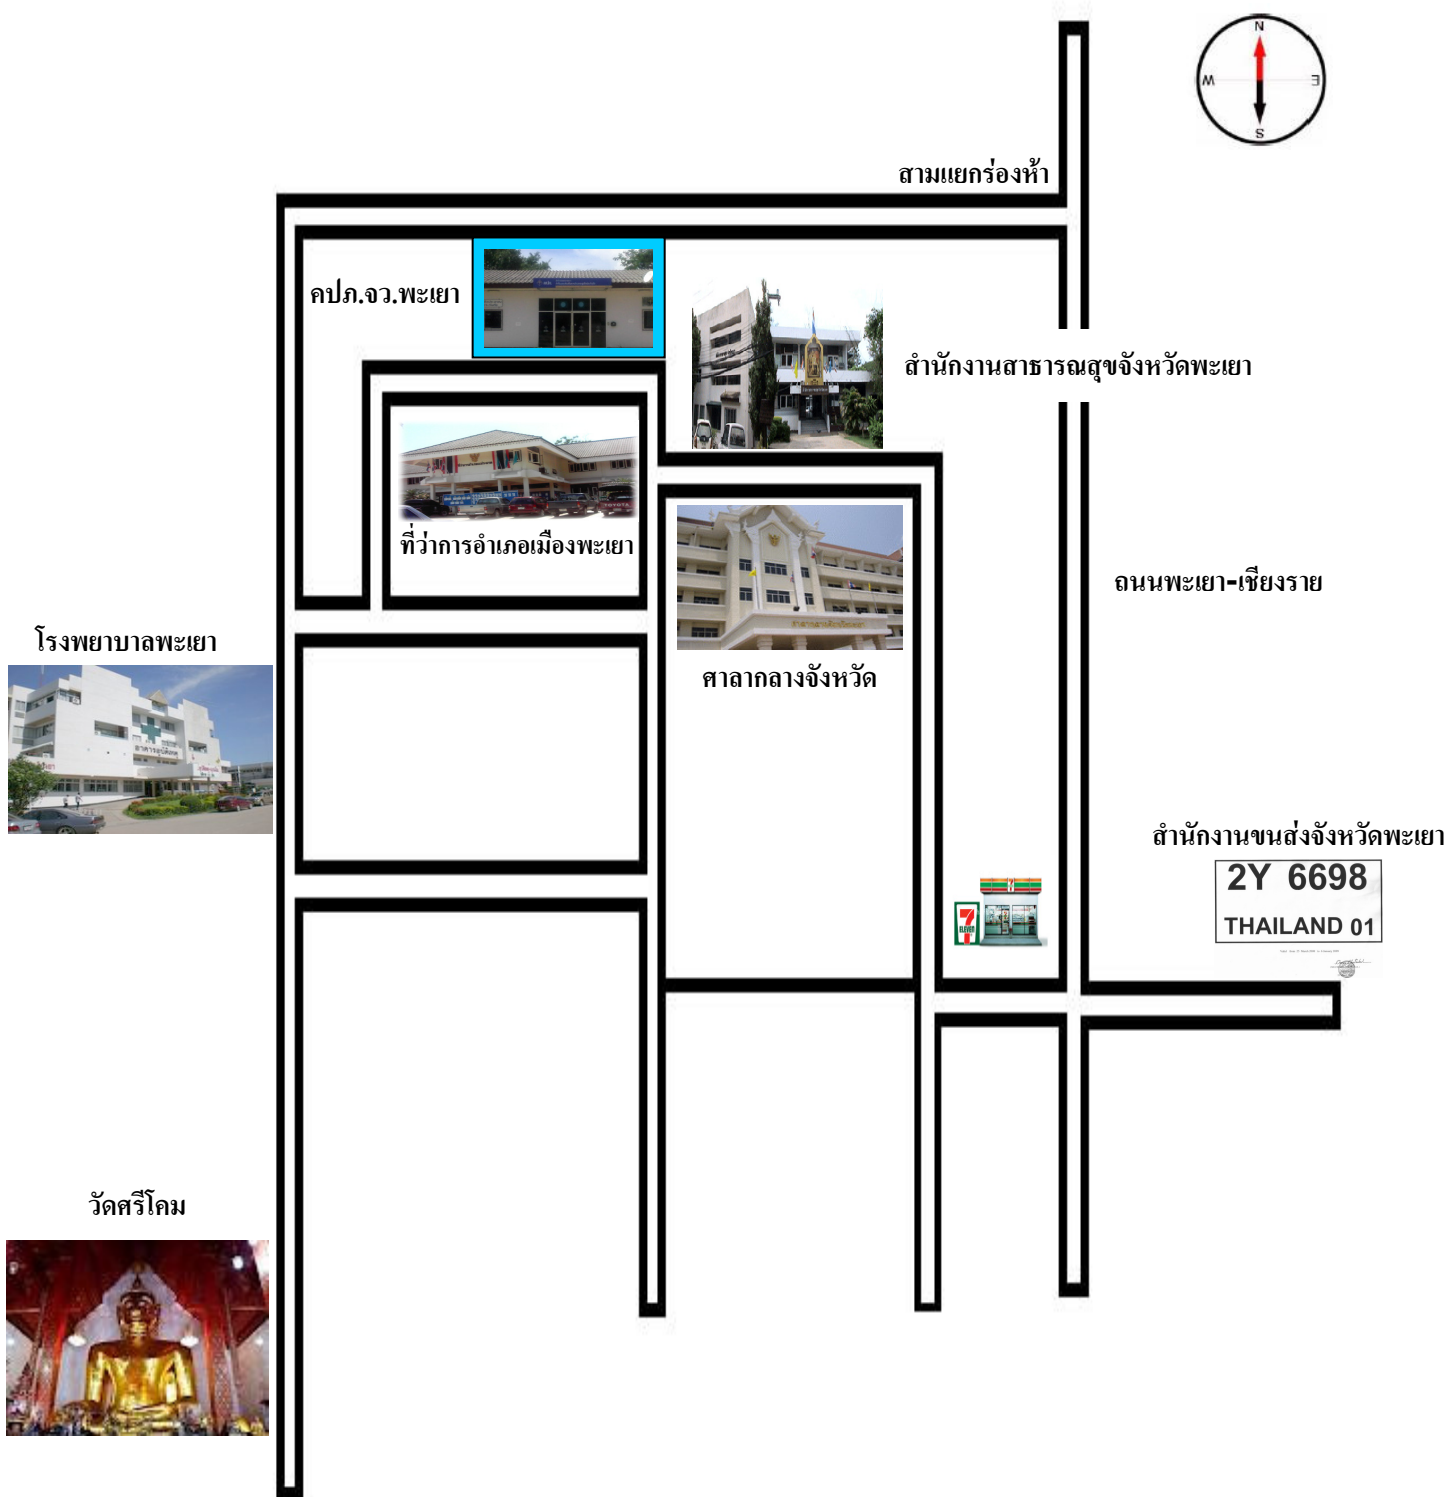 N
W
E
S
สามแยกร่องห้า
คปภ.จว.พะเยา
สำนักงานสาธารณสุขจังหวัดพะเยา
ที่ว่าการอำเภอเมืองพะเยา
ถนนพะเยา-เชียงราย
โรงพยาบาลพะเยา
ศาลากลางจังหวัด
สำนักงานขนส่งจังหวัดพะเยา
2Y 6698
THAILAND 01
7
ELEVEN
7
วัดศรีโคม